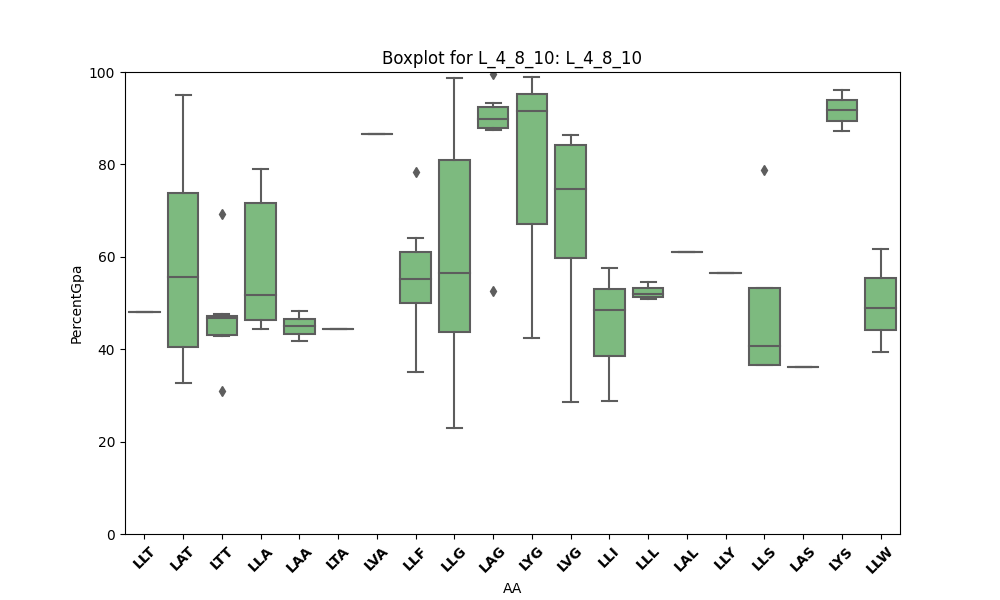 Boxplot for L_4_8_10: L_4_8_10
PercentGpa
100
80
60
40
20
0
LLT LAT LTT LLA LAA LTA LVA LLF LLG LAG LYG LVG LLI LLL LAL LLY LLS LAS LYS LLW
AA